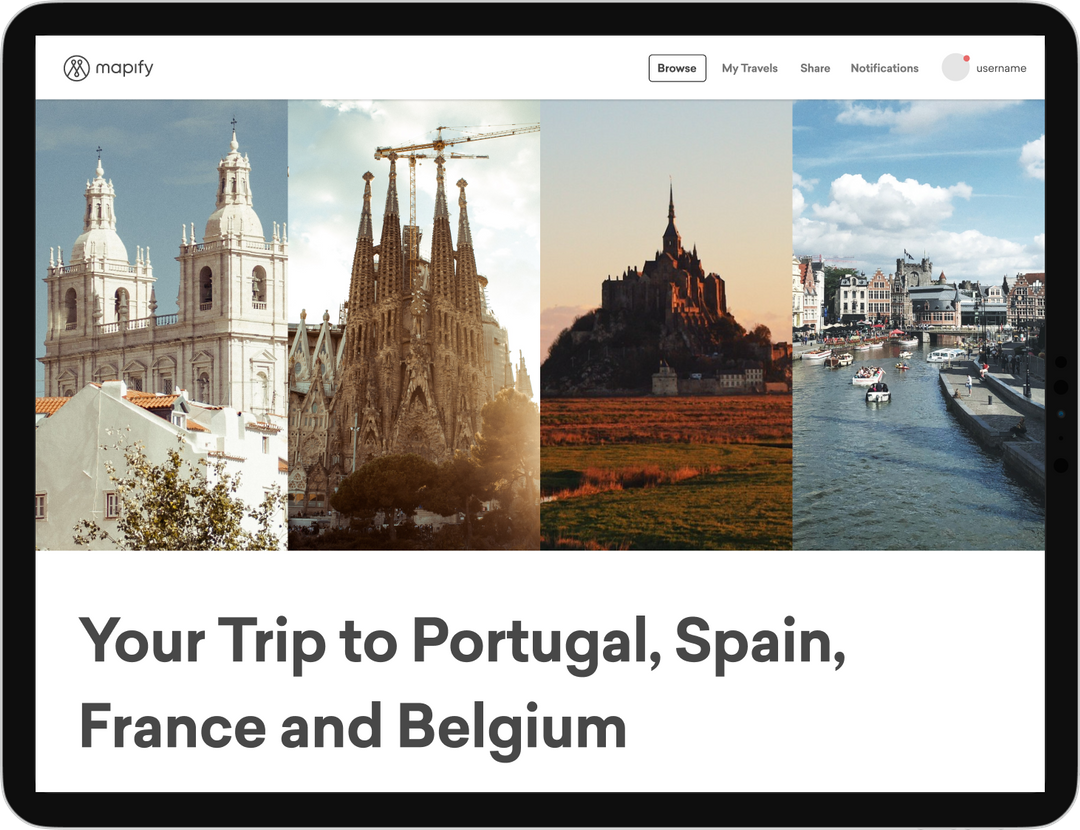 mapify
Browse
My Travels
Share
Notifications
username
Your Trip to Portugal, Spain,
France and Belgium